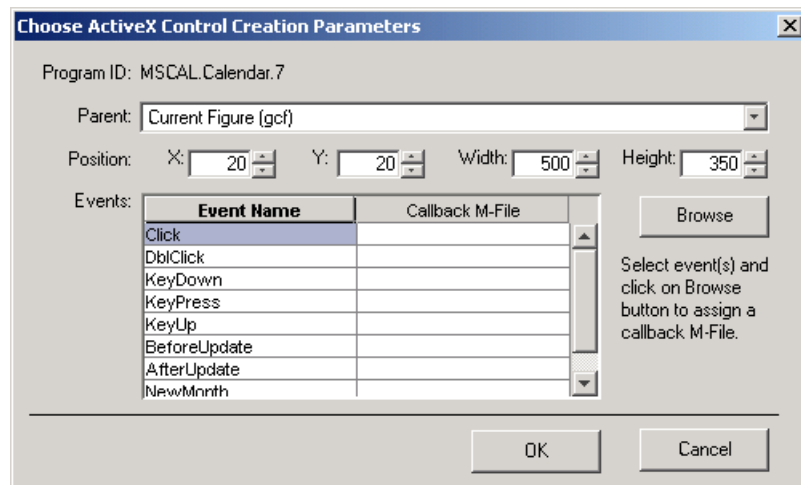 Choose ActiveX Control Creation Parameters
Program ID: MSCAL.Calendar.7
Parent: Current Figure (gcf)
Position: X: 20 Y: 20 Width: 500 Height: 350
Events:
Event Name Callback M-File
Click
DblClick
KeyDown
KeyPress
KeyUp
BeforeUpdate
AfterUpdate
NewMonth
Browse
Select event(s) and
click on Browse
button to assign a
callback M-File.
OK Cancel